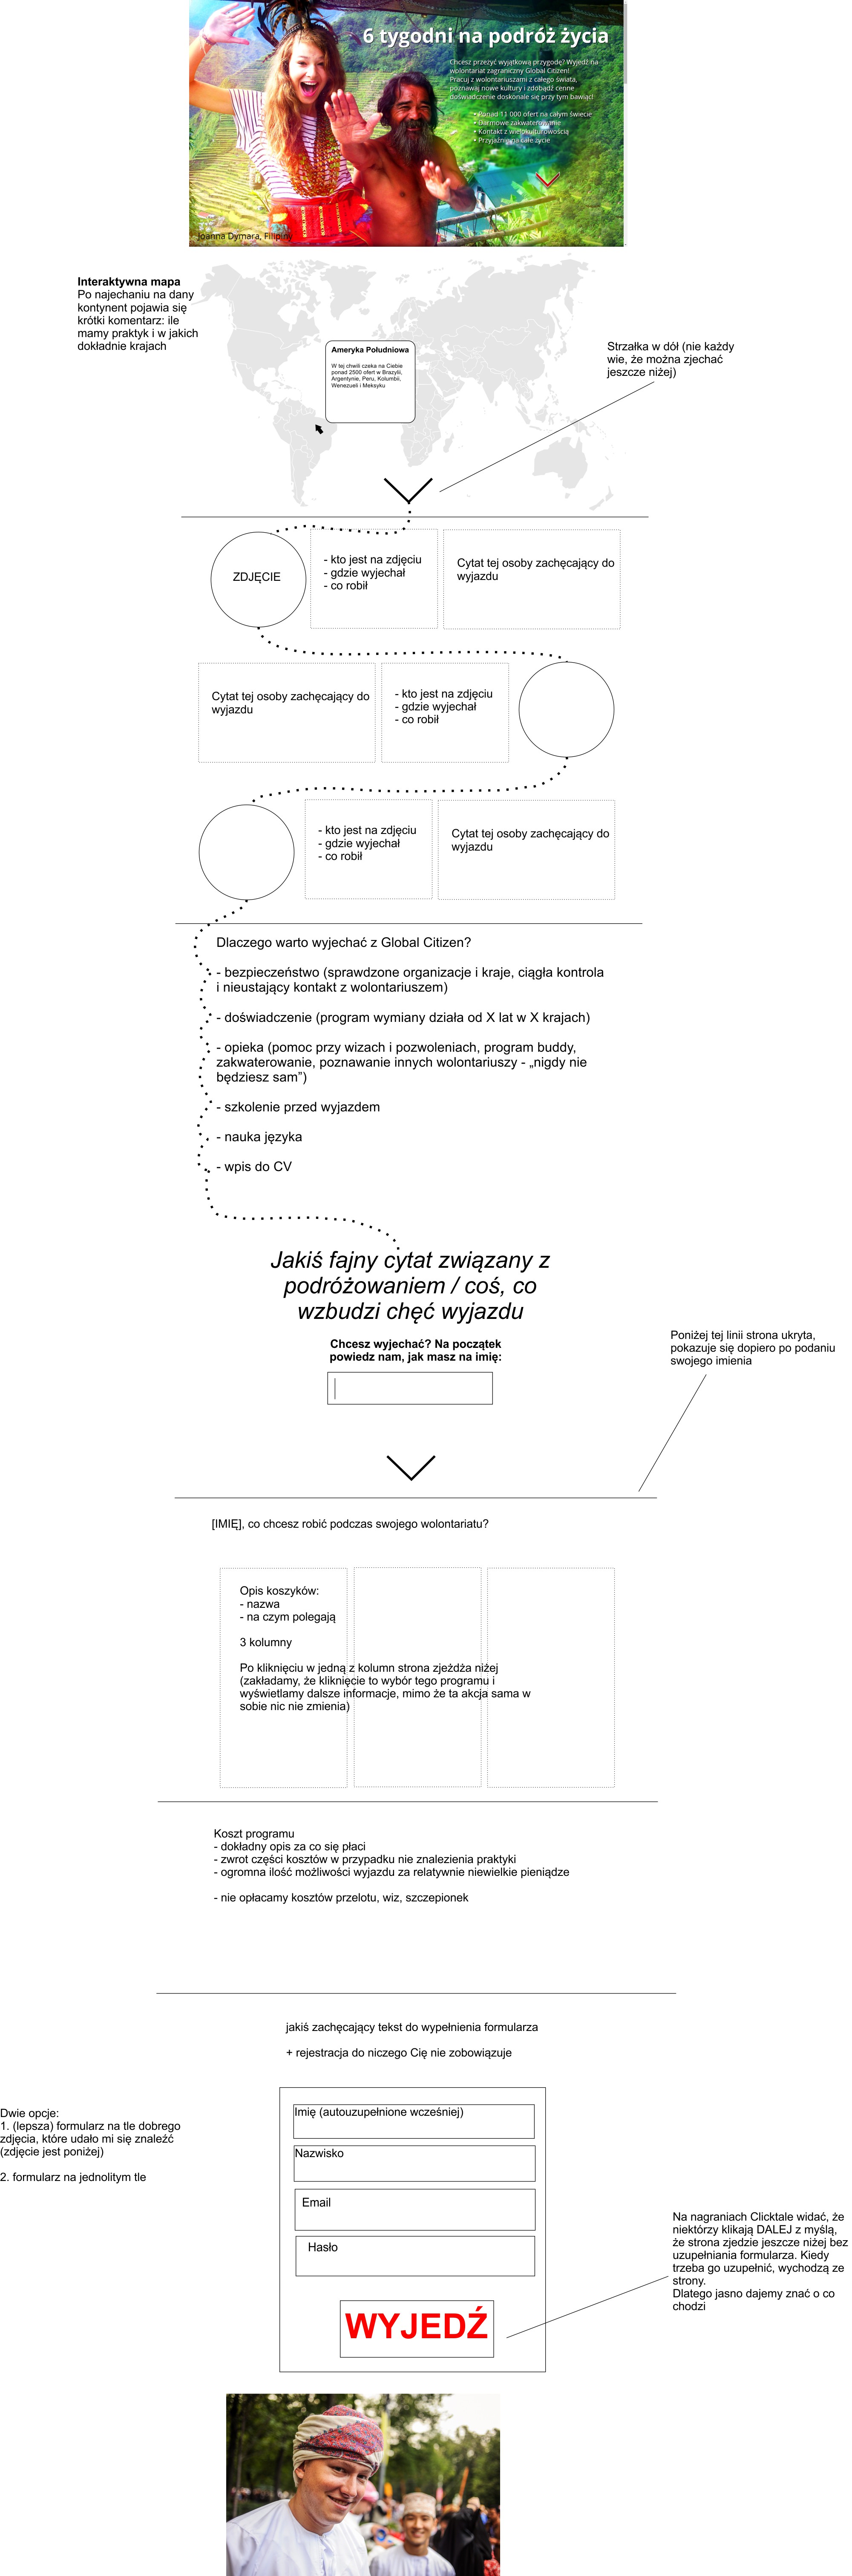 6 tygodni na podróż życia
Chcesz przeżyć wyjątkową przygodę? Wyjedź na
wolontariat zagraniczny Global Citizen!
Pracuj z wolontariuszami z całego świata,
poznawaj nowe kultury i zdobądź cenne
doświadczenie doskonale się przy tym bawiąc!
• Ponad 11 000 ofert na całym świecie
• Darmowe zakwaterowanie
• Kontakt z wielokulturowością
• Przyjaźnie na całe życie
Joanna Dymara, Filipiny
Interaktywna mapa
Po najechaniu na dany
kontynent pojawia się
krótki komentarz: ile
mamy praktyk i w jakich
dokładnie krajach
Ameryka Południowa
W tej chwili czeka na Ciebie
ponad 2500 ofert w Brazylii,
Argentynie, Peru, Kolumbii,
Wenezueli i Meksyku
Strzałka w dół (nie każdy
wie, że można zjechać
jeszcze niżej)
ZDJĘCIE
- kto jest na zdjęciu
- gdzie wyjechał
- co robił
Cytat tej osoby zachęcający do
wyjazdu
Cytat tej osoby zachęcający do
wyjazdu
- kto jest na zdjęciu
- gdzie wyjechał
- co robił
- kto jest na zdjęciu
- gdzie wyjechał
- co robił
Cytat tej osoby zachęcający do
wyjazdu
Dlaczego warto wyjechać z Global Citizen?
- bezpieczeństwo (sprawdzone organizacje i kraje, ciągła kontrola
i nieustający kontakt z wolontariuszem)
- doświadczenie (program wymiany działa od X lat w X krajach)
- opieka (pomoc przy wizach i pozwoleniach, program buddy,
zakwaterowanie, poznawanie innych wolontariuszy - „nigdy nie
będziesz sam”)
- szkolenie przed wyjazdem
- nauka języka
- wpis do CV
Jakiś fajny cytat związany z
podróżowaniem / coś, co
wzbudzi chęć wyjazdu
Chcesz wyjechać? Na początek
powiedz nam, jak masz na imię:
Poniżej tej linii strona ukryta,
pokazuje się dopiero po podaniu
swojego imienia
[IMIĘ], co chcesz robić podczas swojego wolontariatu?
Opis koszyków:
- nazwa
- na czym polegają
3 kolumny
Po kliknięciu w jedną z kolumn strona zjeżdża niżej
(zakładamy, że kliknięcie to wybór tego programu i
wyświetlamy dalsze informacje, mimo że ta akcja sama w
sobie nic nie zmienia)
Koszt programu
- dokładny opis za co się płaci
- zwrot części kosztów w przypadku nie znalezienia praktyki
- ogromna ilość możliwości wyjazdu za relatywnie niewielkie pieniądze
- nie opłacamy kosztów przelotu, wiz, szczepionek
jakiś zachęcający tekst do wypełnienia formularza
+ rejestracja do niczego Cię nie zobowiązuje
Dwie opcje:
1. (lepsza) formularz na tle dobrego
zdjęcia, które udało mi się znaleźć
(zdjęcie jest poniżej)
2. formularz na jednolitym tle
Imię (autouzupełnione wcześniej)
Nazwisko
Email
Hasło
WYJEDŹ
Na nagraniach Clicktale widać, że
niektórzy klikają DALEJ z myślą,
że strona zjedzie jeszcze niżej bez
uzupełniania formularza. Kiedy
trzeba go uzupełnić, wychodzą ze
strony.
Dlatego jasno dajemy znać o co
chodzi